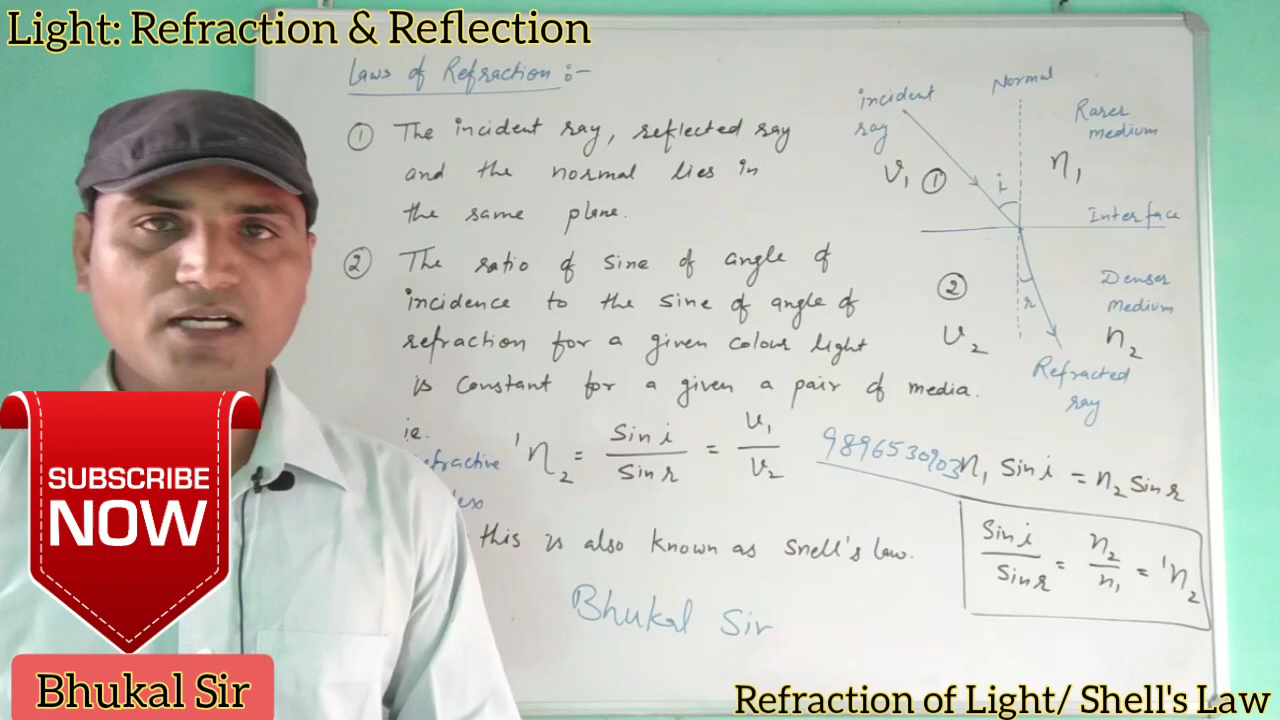 Light: Refraction & Reflection
Laws of Refraction :-
① The incident ray, reflected ray
and the normal lies in
the same plane.
② The ratio of sine of angle of
incidence to the sine of angle of
refraction for a given colour light
is constant for a given a pair of media.
ie.
¹n₂ = Sin i / Sin r = v₁ / v₂
this is also known as Snell's law.
Bhukal Sir
incident
ray
Normal
Rarer
medium
v₁ ①
i
n₁
Interface
②
Denser
medium
r
v₂
n₂
Refracted
ray
9896530903
n₁ Sin i = n₂ Sin r
Sin i / Sin r = n₂ / n₁ = ¹n₂
SUBSCRIBE
NOW
Bhukal Sir
Refraction of Light/ Shell's Law